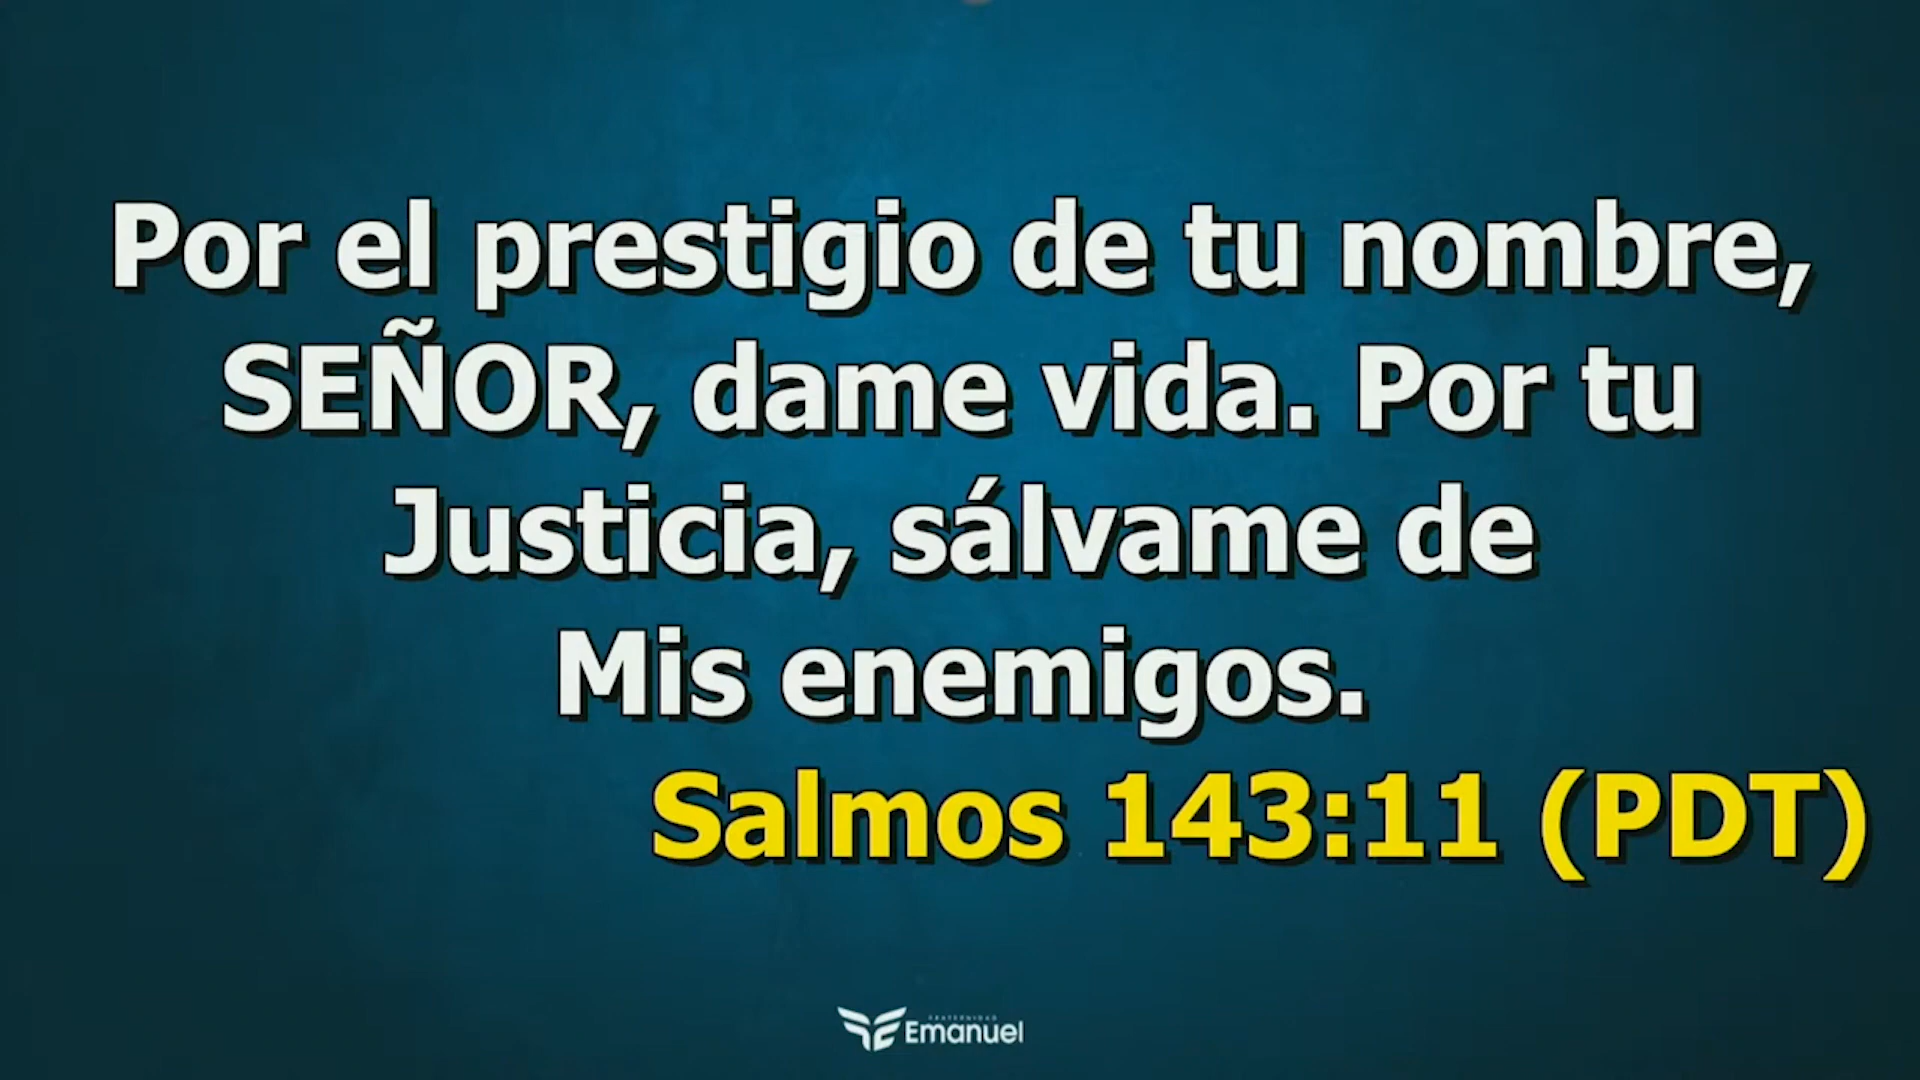 Por el prestigio de tu nombre,
SEÑOR, dame vida. Por tu
Justicia, sálvame de
Mis enemigos.
Salmos 143:11 (PDT)
FRATERNIDAD
Emanuel